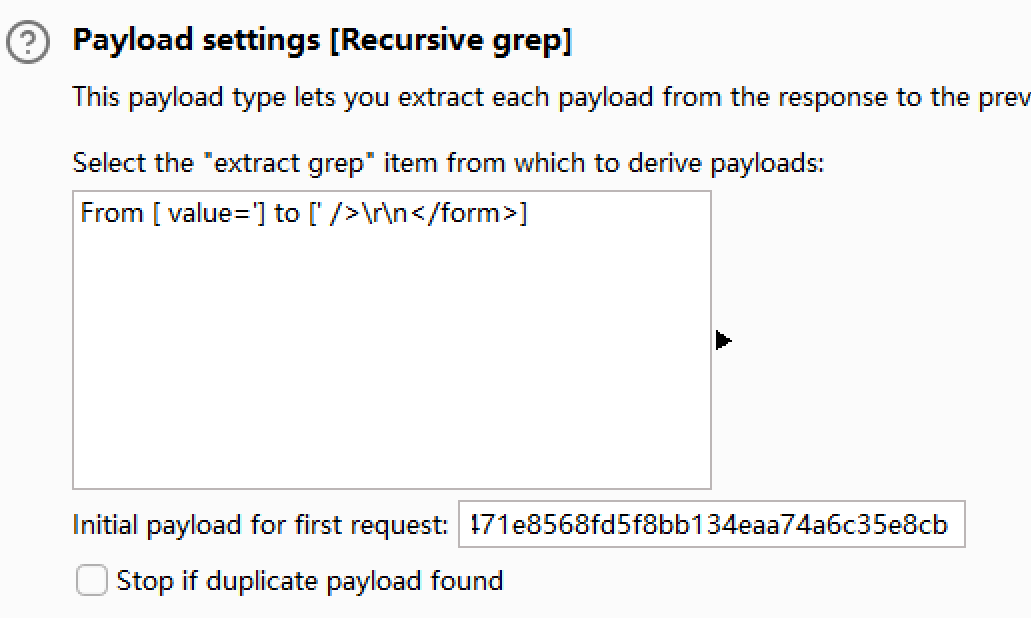 Payload settings [Recursive grep]
This payload type lets you extract each payload from the response to the prev
Select the "extract grep" item from which to derive payloads:
From [ value='] to [' />\r\n</form>]
Initial payload for first request: 471e8568fd5f8bb134eaa74a6c35e8cb
Stop if duplicate payload found